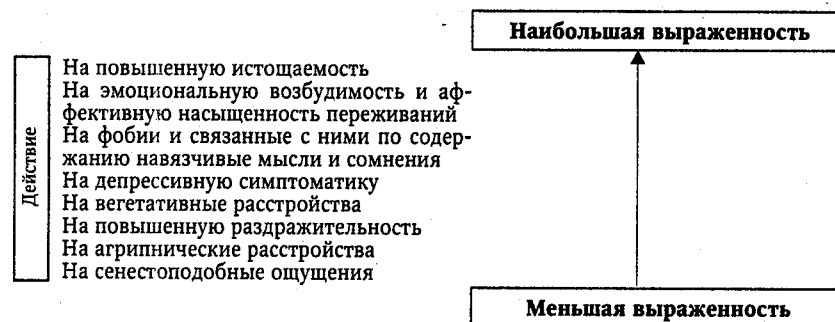 Наибольшая выраженность
Действие
На повышенную истощаемость
На эмоциональную возбудимость и аф-
фективную насыщенность переживаний
На фобии и связанные с ними по содер-
жанию навязчивые мысли и сомнения
На депрессивную симптоматику
На вегетативные расстройства
На повышенную раздражительность
На агрипнические расстройства
На сенестоподобные ощущения
Меньшая выраженность